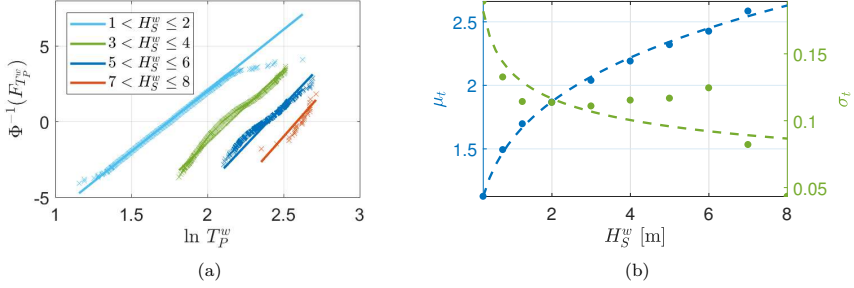 Φ⁻¹(F_{T_P^w})
5
0
-5
1 < H_S^w ≤ 2
3 < H_S^w ≤ 4
5 < H_S^w ≤ 6
7 < H_S^w ≤ 8
1 1.5 2 2.5 3
ln T_P^w
(a)
μ_t
2.5
2
1.5
0.15
0.1
0.05
σ_t
2 4 6 8
H_S^w [m]
(b)